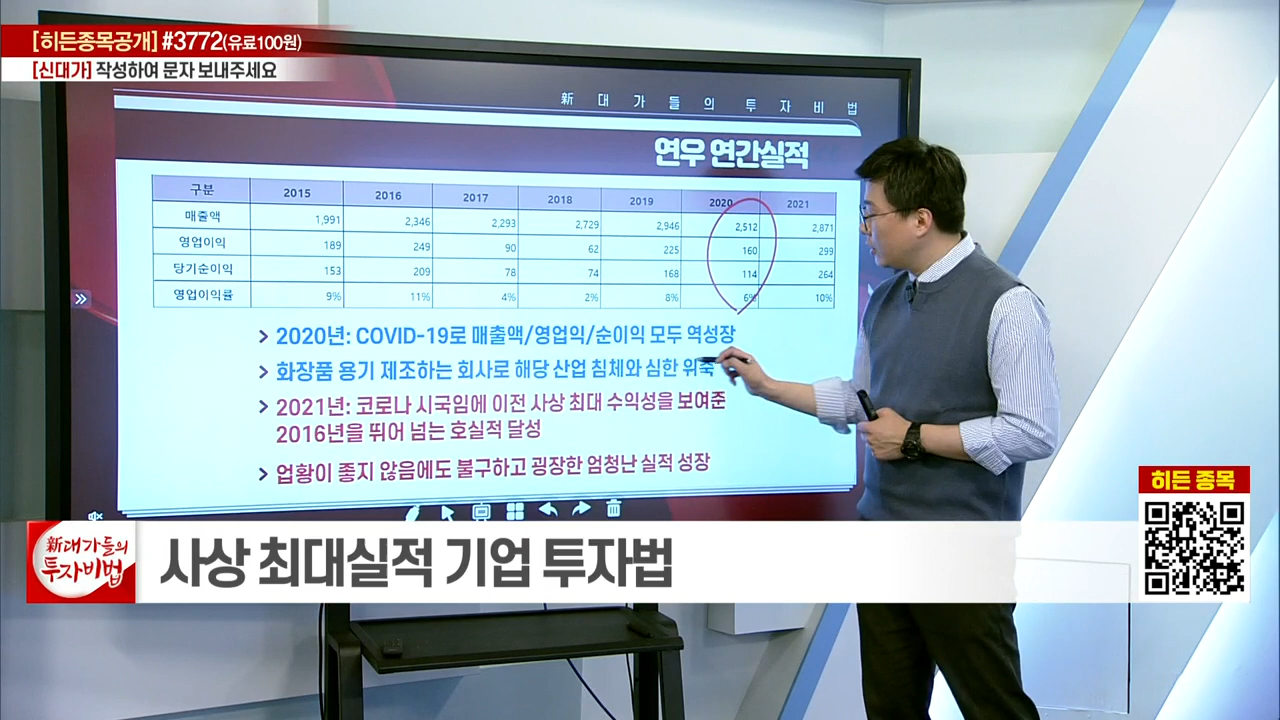 [히든종목공개] #3772(유료100원)
[신대가] 작성하여 문자 보내주세요
新 대 가 들 의 투 자 비 법
연우 연간실적
구분 2015 2016 2017 2018 2019 2020 2021
매출액 1,991 2,346 2,293 2,729 2,946 2,512 2,871
영업이익 189 249 90 62 225 160 299
당기순이익 153 209 78 74 168 114 264
영업이익률 9% 11% 4% 2% 8% 6% 10%
2020년: COVID-19로 매출액/영업익/순이익 모두 역성장
화장품 용기 제조하는 회사로 해당 산업 침체와 심한 위축
2021년: 코로나 시국임에 이전 사상 최대 수익성을 보여준
2016년을 뛰어 넘는 호실적 달성
업황이 좋지 않음에도 불구하고 굉장한 엄청난 실적 성장
히든 종목
新대가들의
투자비법
사상 최대실적 기업 투자법